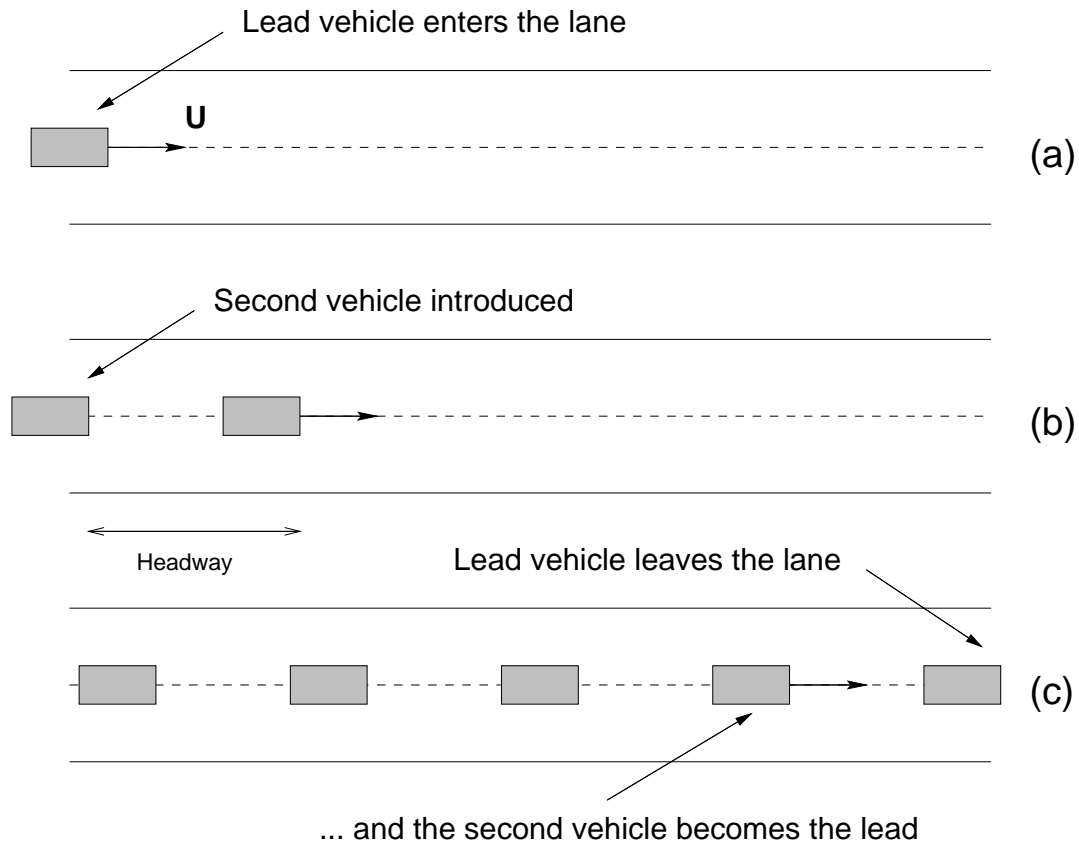 Lead vehicle enters the lane
U
(a)
Second vehicle introduced
(b)
Headway
Lead vehicle leaves the lane
(c)
... and the second vehicle becomes the lead